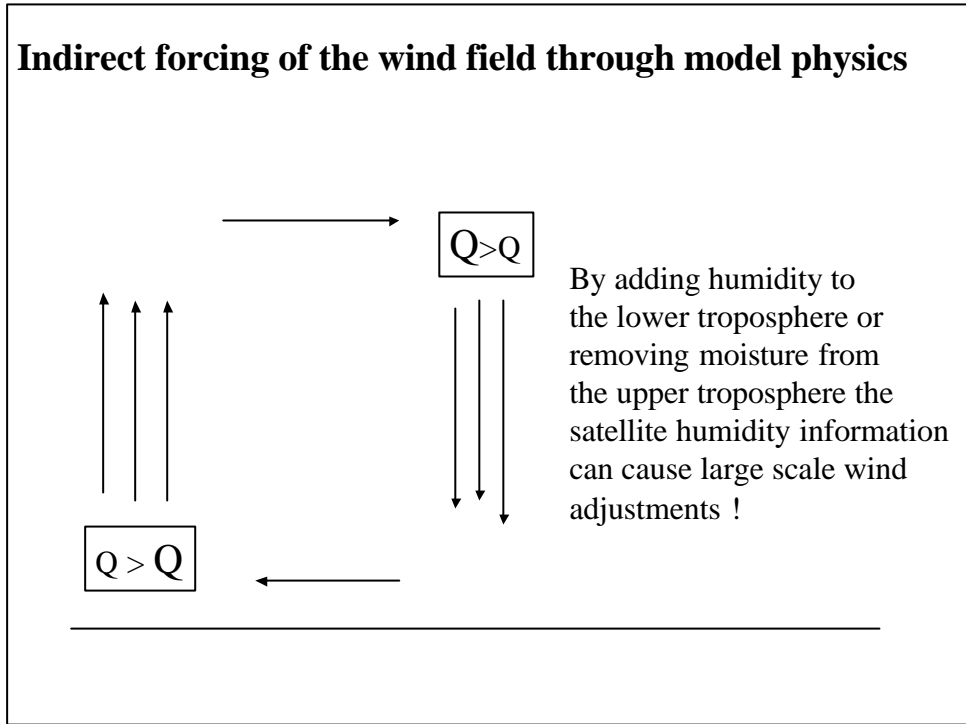 Indirect forcing of the wind field through model physics
Q>Q
By adding humidity to
the lower troposphere or
removing moisture from
the upper troposphere the
satellite humidity information
can cause large scale wind
adjustments !
Q > Q